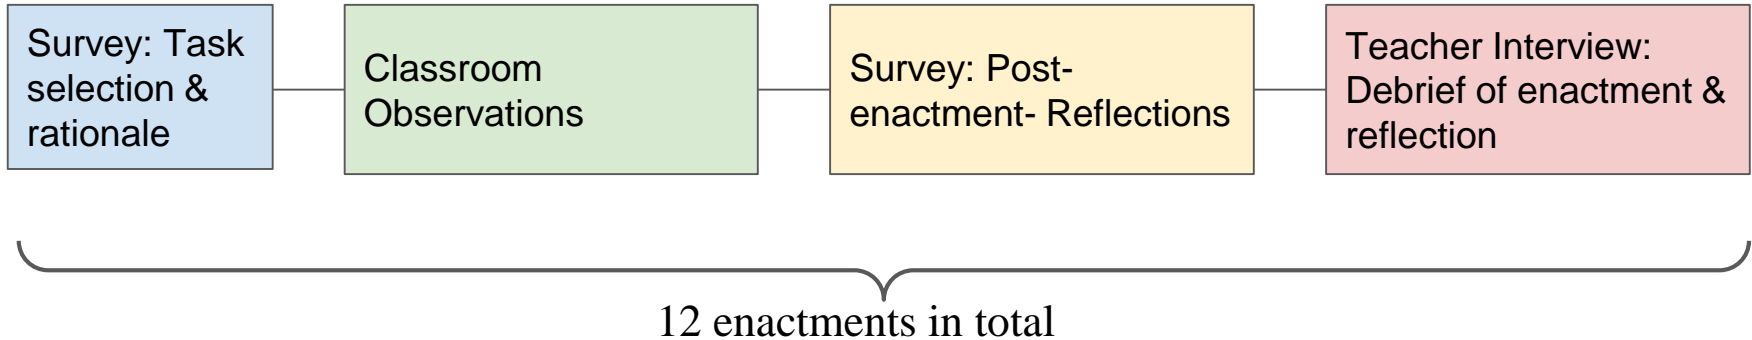 Survey: Task
selection &
rationale
Classroom
Observations
Survey: Post-
enactment- Reflections
Teacher Interview:
Debrief of enactment &
reflection
12 enactments in total